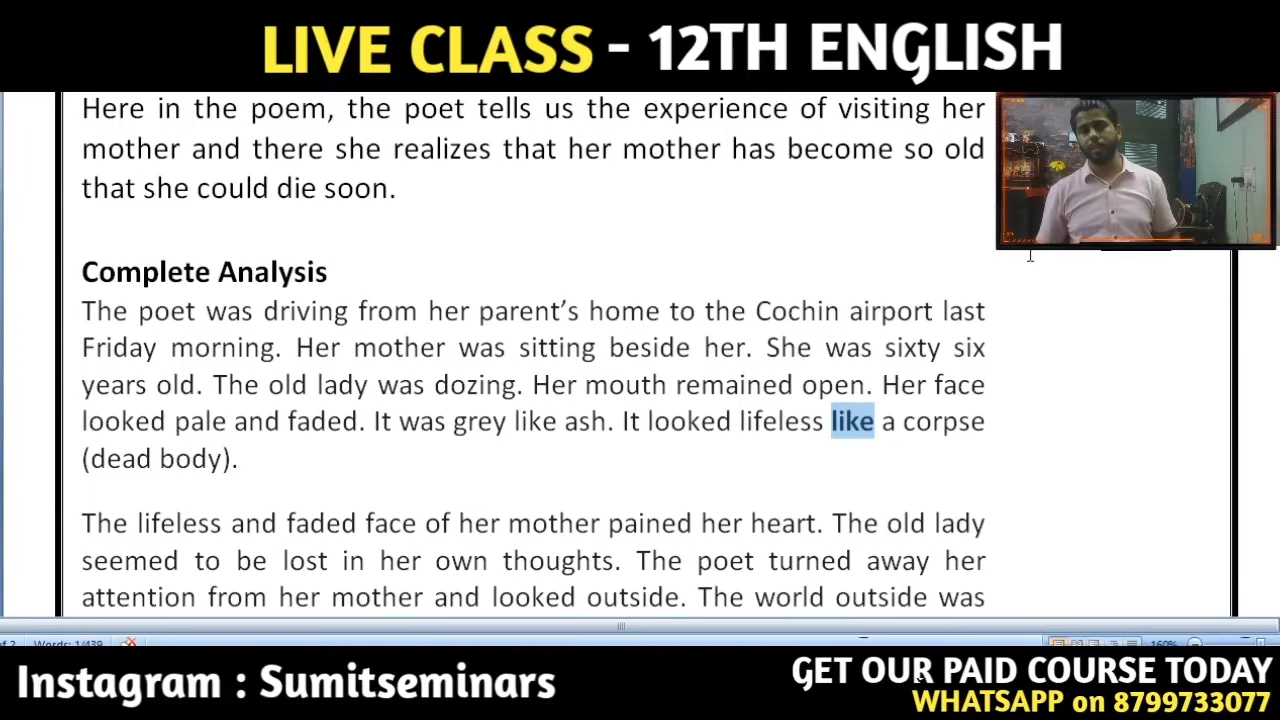 LIVE CLASS - 12TH ENGLISH
Here in the poem, the poet tells us the experience of visiting her
mother and there she realizes that her mother has become so old
that she could die soon.
Complete Analysis
The poet was driving from her parent’s home to the Cochin airport last
Friday morning. Her mother was sitting beside her. She was sixty six
years old. The old lady was dozing. Her mouth remained open. Her face
looked pale and faded. It was grey like ash. It looked lifeless like a corpse
(dead body).
The lifeless and faded face of her mother pained her heart. The old lady
seemed to be lost in her own thoughts. The poet turned away her
attention from her mother and looked outside. The world outside was
of 2 Words: 1/439 160%
Instagram : Sumitseminars
GET OUR PAID COURSE TODAY
WHATSAPP on 8799733077